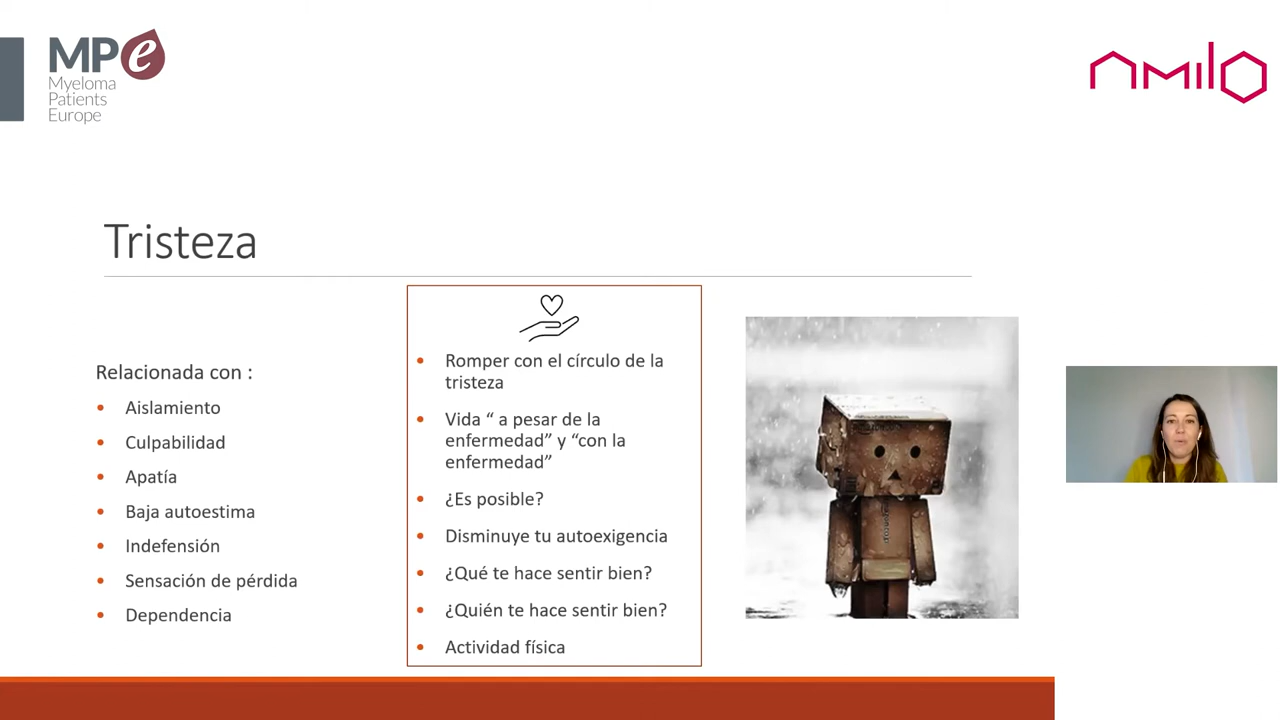 MPe
Myeloma
Patients
Europe
amilo
Tristeza
Relacionada con :
• Aislamiento
• Culpabilidad
• Apatía
• Baja autoestima
• Indefensión
• Sensación de pérdida
• Dependencia
• Romper con el círculo de la
tristeza
• Vida “ a pesar de la
enfermedad” y “con la
enfermedad”
• ¿Es posible?
• Disminuye tu autoexigencia
• ¿Qué te hace sentir bien?
• ¿Quién te hace sentir bien?
• Actividad física